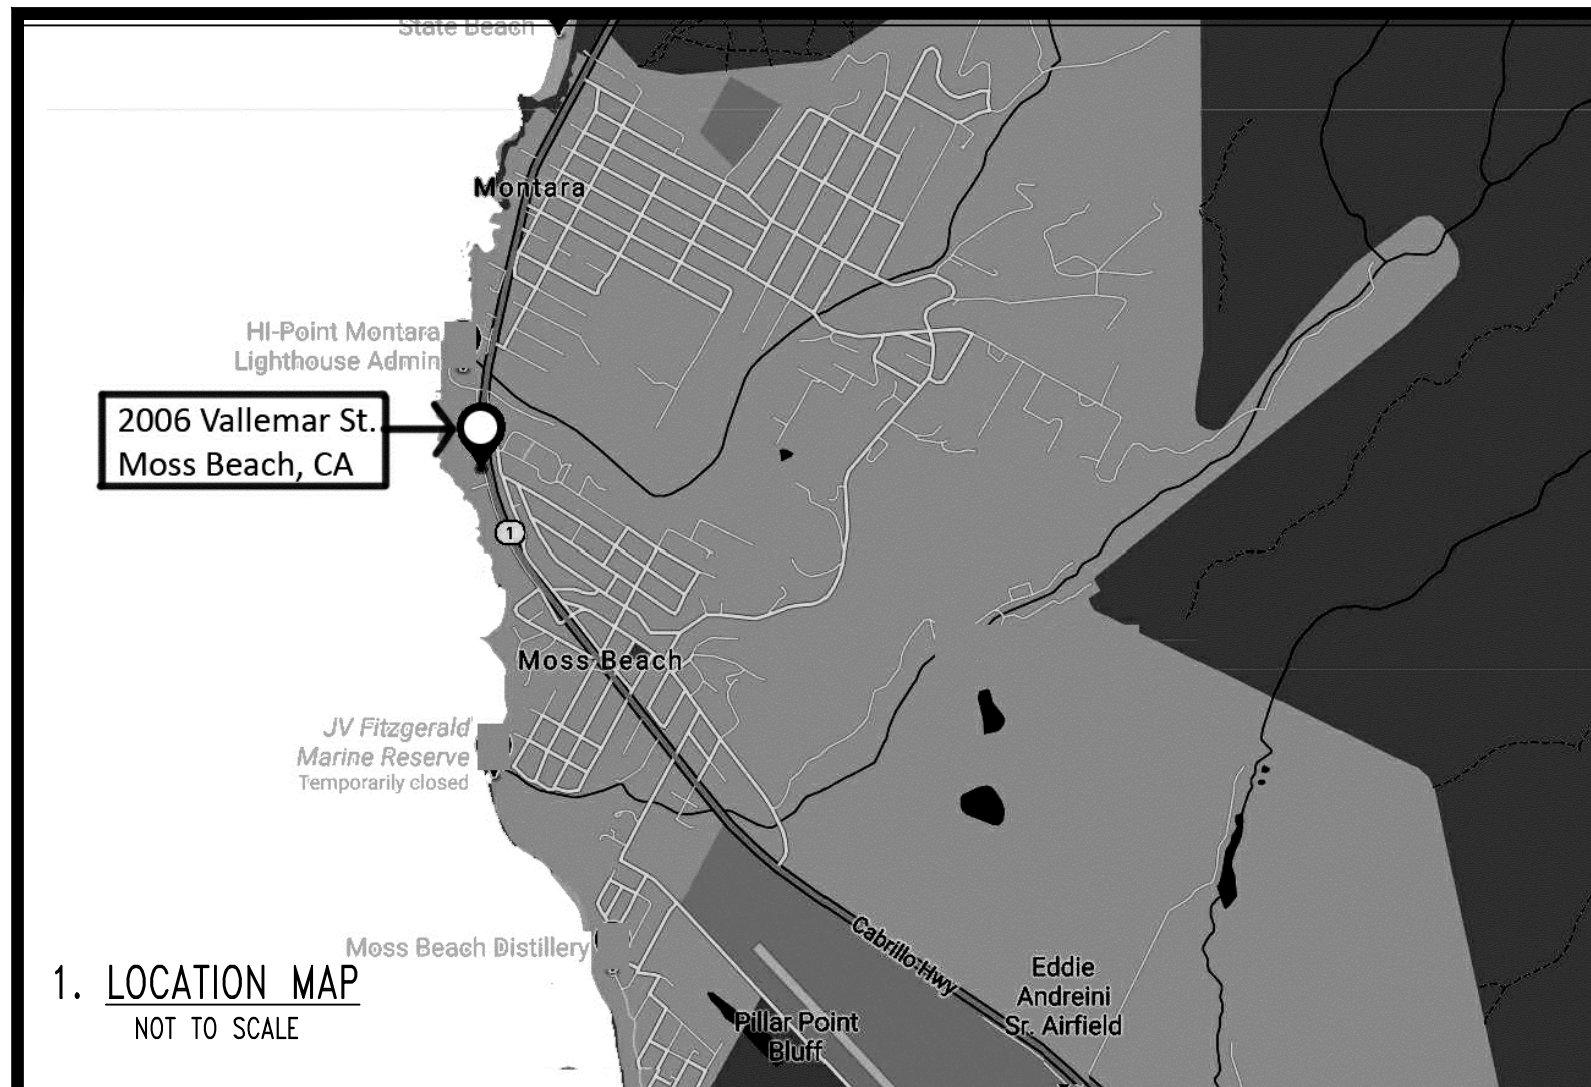 State Beach
Montara
HI-Point Montara
Lighthouse Admin
2006 Vallemar St.
Moss Beach, CA
1
Moss Beach
JV Fitzgerald
Marine Reserve
Temporarily closed
Moss Beach Distillery
Cabrillo Hwy
Eddie
Andreini
Sr. Airfield
Pillar Point
Bluff
1. LOCATION MAP
NOT TO SCALE